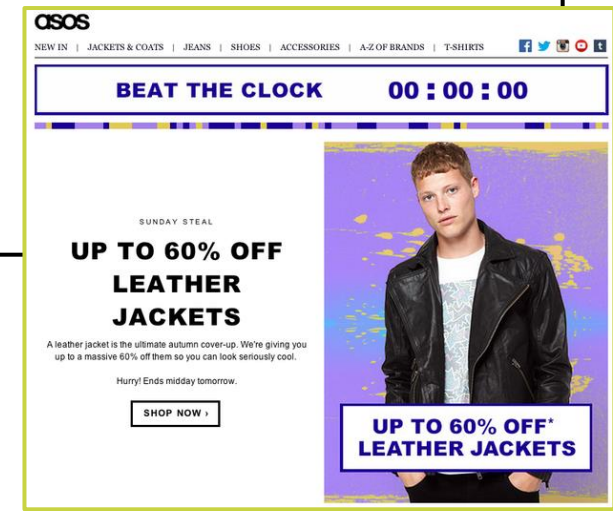 asos
NEW IN | JACKETS & COATS | JEANS | SHOES | ACCESSORIES | A-Z OF BRANDS | T-SHIRTS
BEAT THE CLOCK 00 : 00 : 00
SUNDAY STEAL
UP TO 60% OFF
LEATHER
JACKETS
A leather jacket is the ultimate autumn cover-up. We're giving you
up to a massive 60% off them so you can look seriously cool.
Hurry! Ends midday tomorrow.
SHOP NOW ›
UP TO 60% OFF*
LEATHER JACKETS